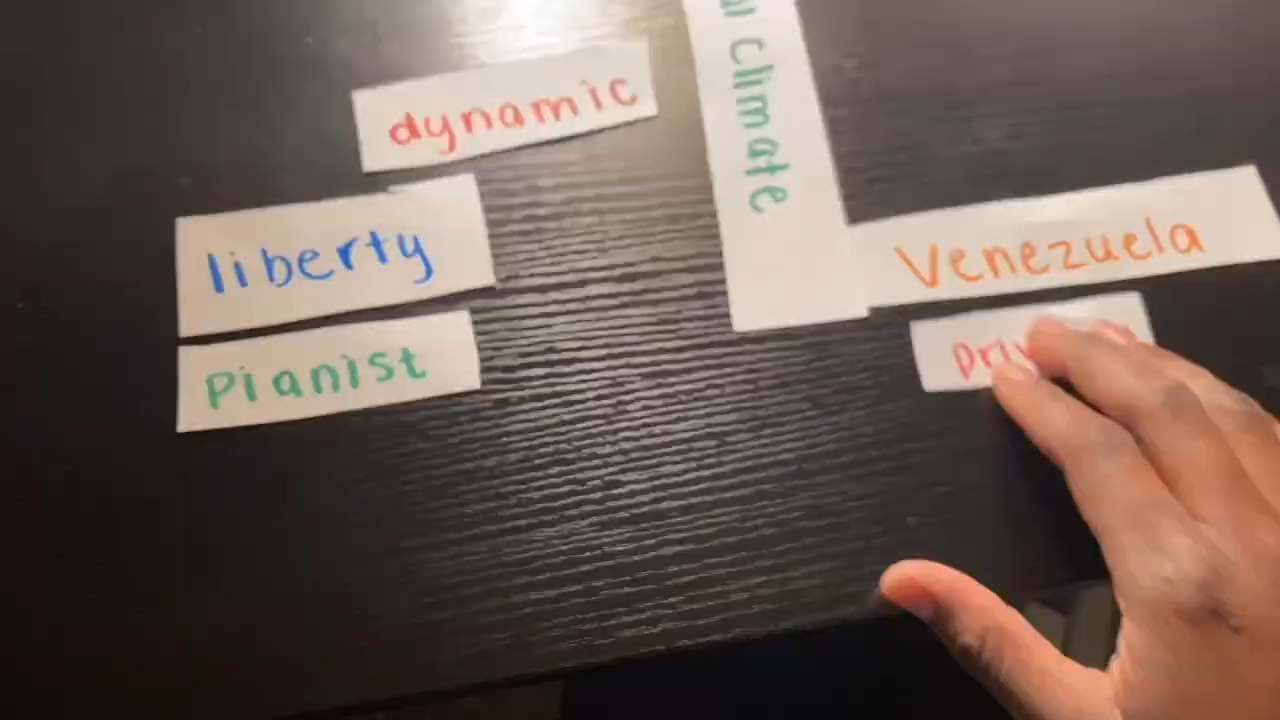 dynamic
Climate
liberty
Venezuela
Pianist